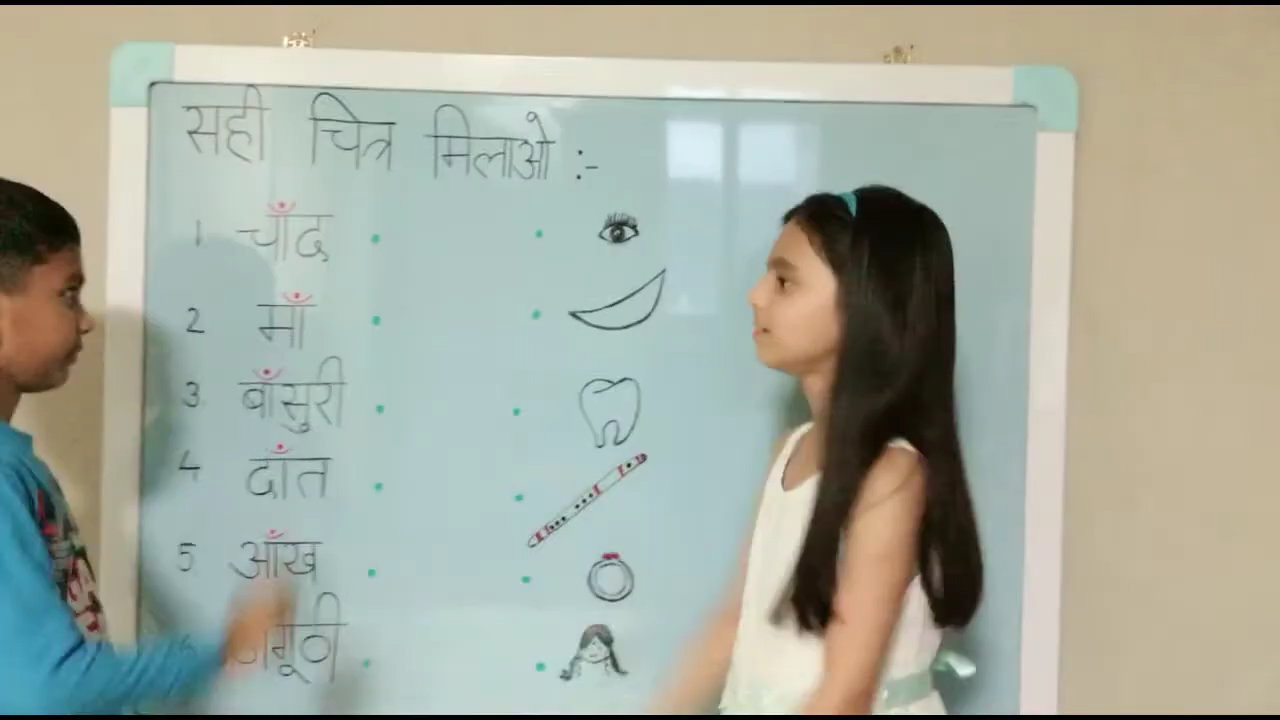 सही चित्र मिलाओ :-
1 चाँद
2 माँ
3 बाँसुरी
4 दाँत
5 आँख